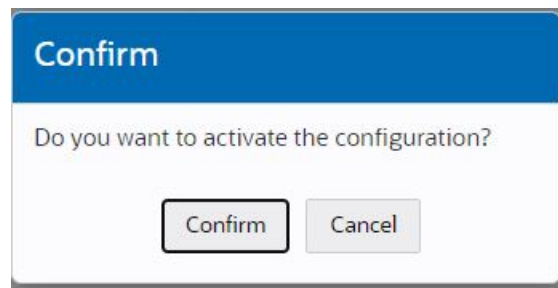 Confirm
Do you want to activate the configuration?
Confirm Cancel